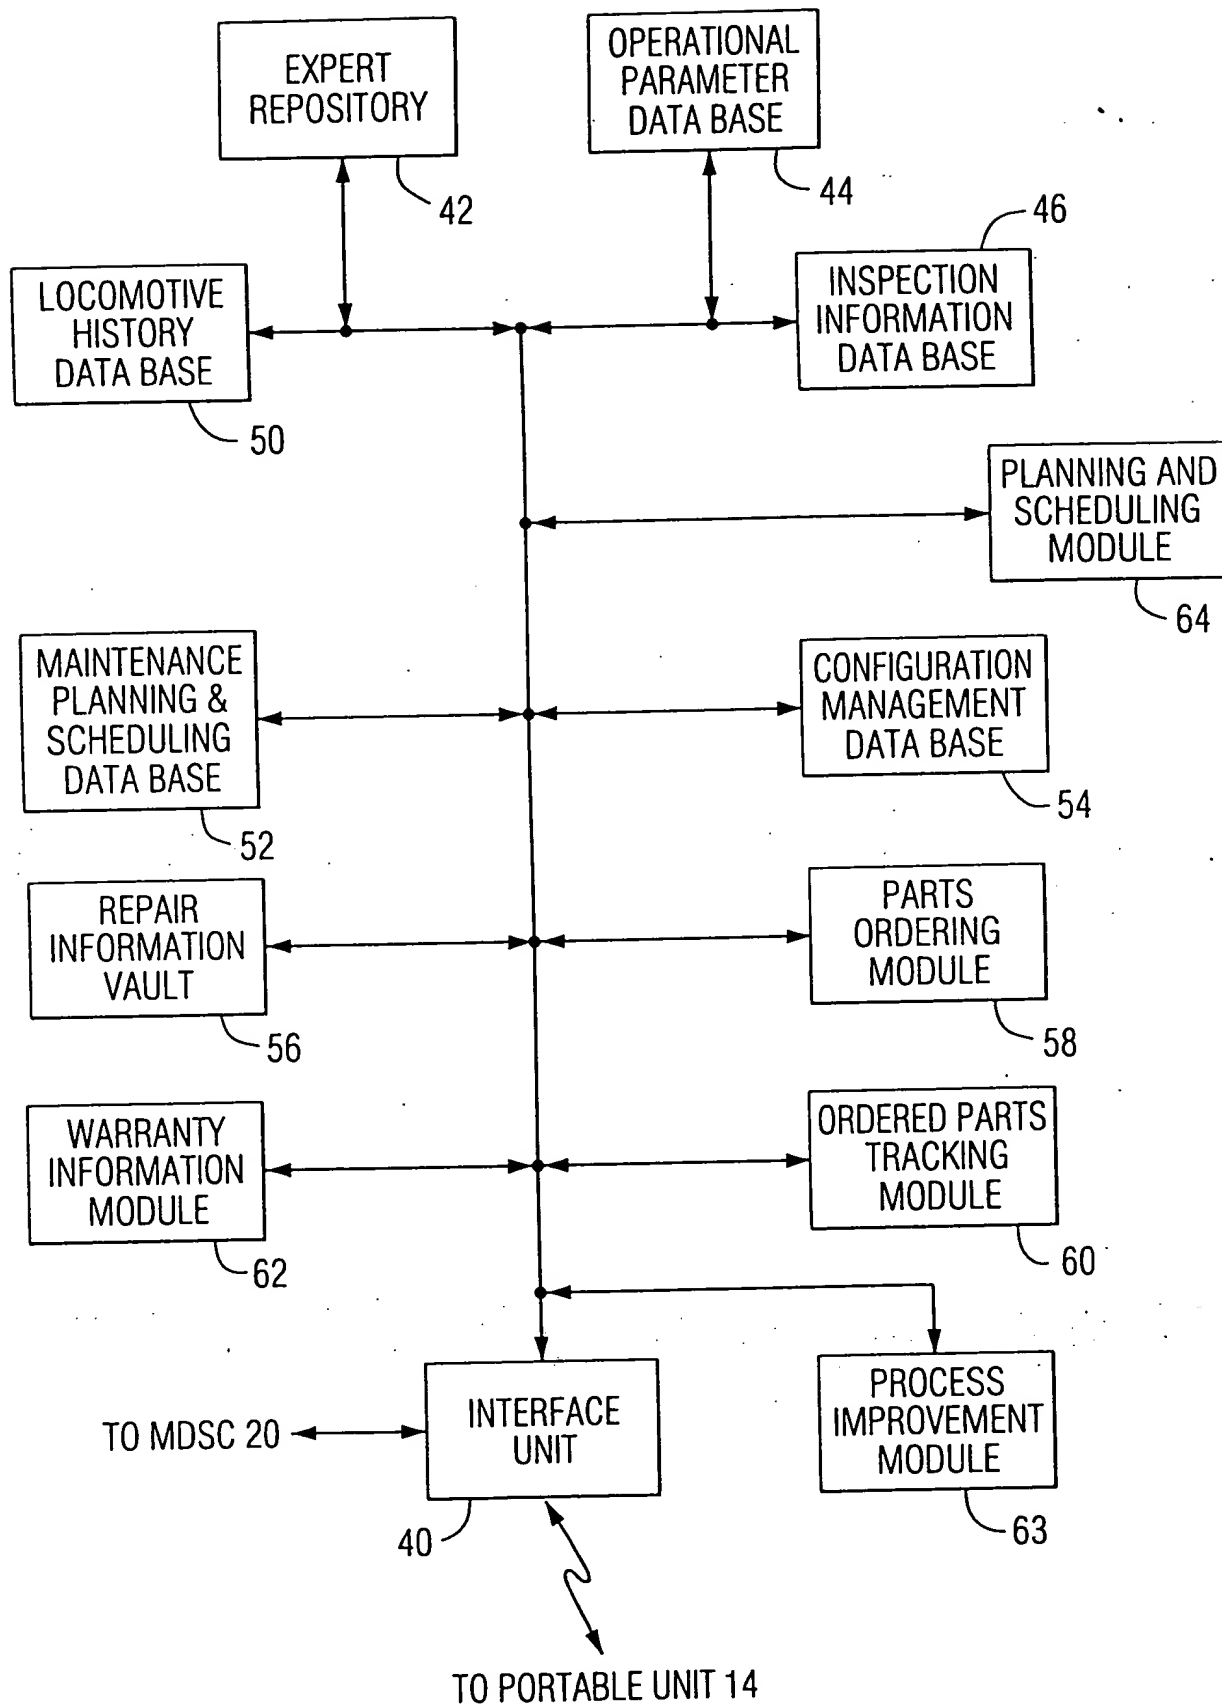 EXPERT
REPOSITORY
42
OPERATIONAL
PARAMETER
DATA BASE
44
46
LOCOMOTIVE
HISTORY
DATA BASE
50
INSPECTION
INFORMATION
DATA BASE
PLANNING AND
SCHEDULING
MODULE
64
MAINTENANCE
PLANNING &
SCHEDULING
DATA BASE
52
CONFIGURATION
MANAGEMENT
DATA BASE
54
REPAIR
INFORMATION
VAULT
56
PARTS
ORDERING
MODULE
58
WARRANTY
INFORMATION
MODULE
62
ORDERED PARTS
TRACKING
MODULE
60
TO MDSC 20
INTERFACE
UNIT
40
PROCESS
IMPROVEMENT
MODULE
63
TO PORTABLE UNIT 14